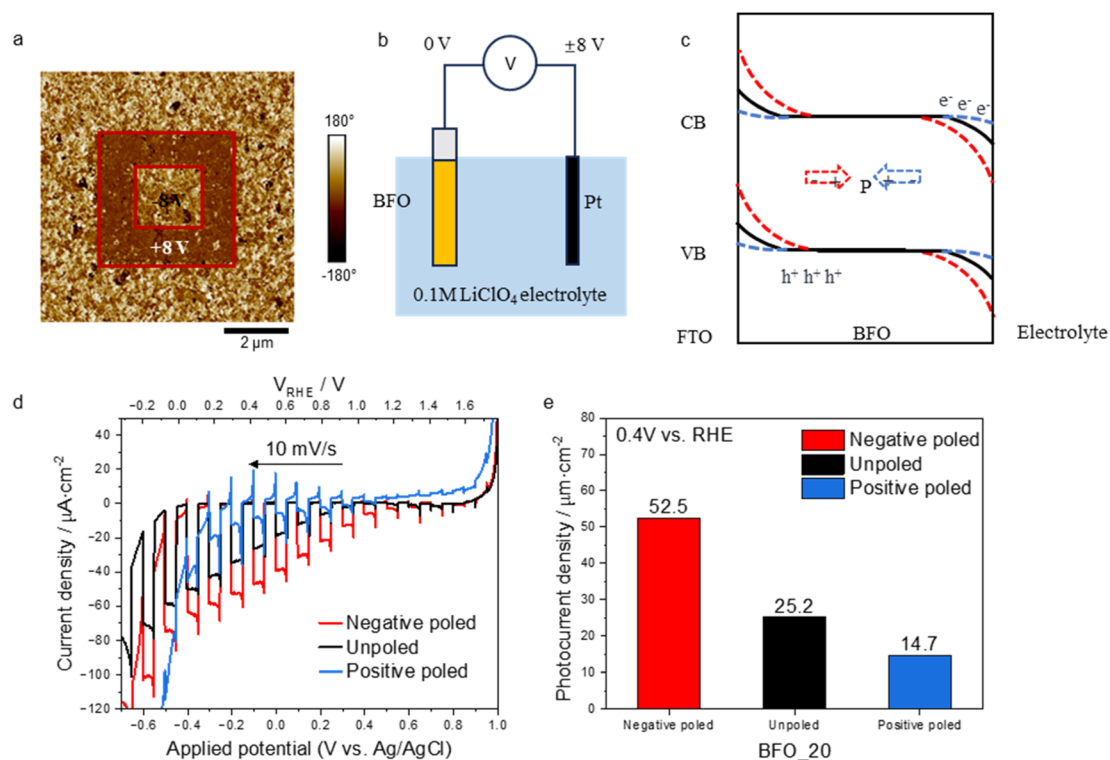 a
180°
-8 V
+8 V
-180°
2 μm
b
0 V
±8 V
V
BFO
Pt
0.1M LiClO4 electrolyte
c
CB
e- e- e-
- + P + -
VB
h+ h+ h+
FTO
BFO
Electrolyte
d
VRHE / V
−0.2 0.0 0.2 0.4 0.6 0.8 1.0 1.2 1.4 1.6
10 mV/s
40
20
0
−20
−40
−60
−80
−100
−120
Current density / μA·cm-2
Negative poled
Unpoled
Positive poled
−0.6 −0.4 −0.2 0.0 0.2 0.4 0.6 0.8 1.0
Applied potential (V vs. Ag/AgCl)
e
0.4V vs. RHE
Negative poled
Unpoled
Positive poled
80
70
60
50
40
30
20
10
0
Photocurrent density / μm·cm-2
52.5
25.2
14.7
Negative poled Unpoled Positive poled
BFO_20